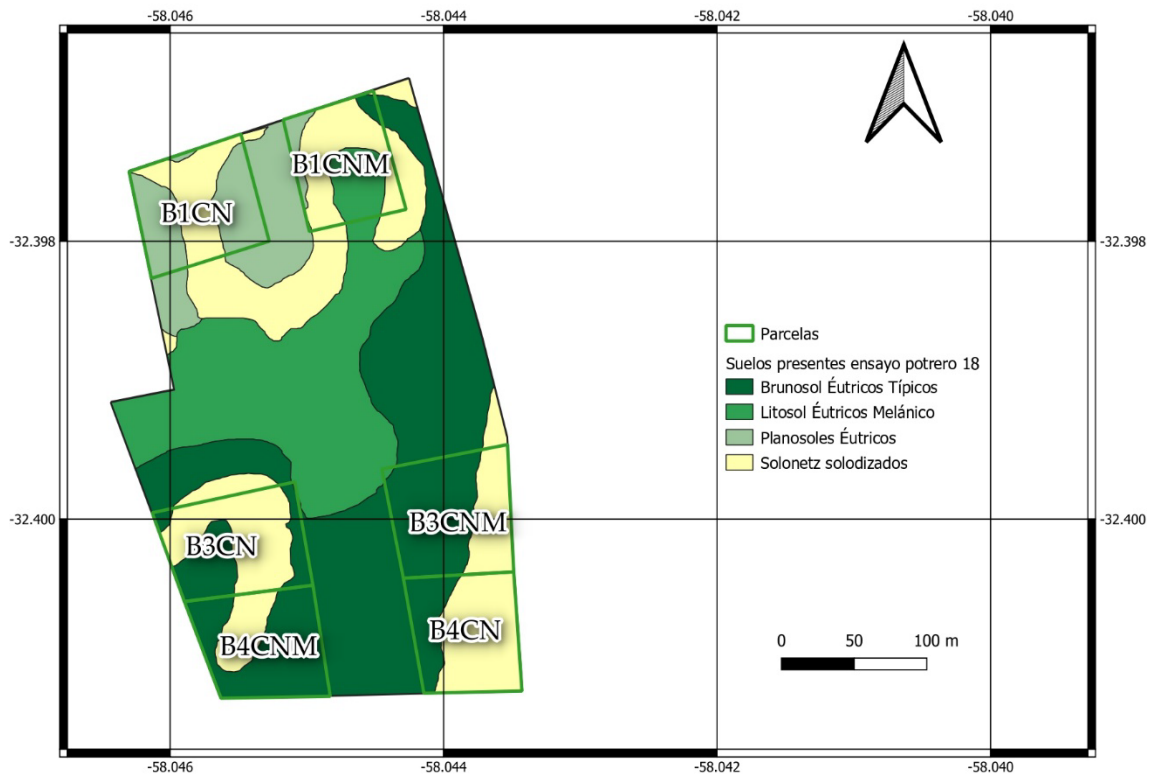 -58.046
-58.044
-58.042
-58.040
B1CNM
B1CN
-32.398
-32.398
Parcelas
Suelos presentes ensayo potrero 18
Brunosol Éutricos Típicos
Litosol Éutricos Melánico
Planosoles Éutricos
Solonetz solodizados
-32.400
-32.400
B3CNM
B3CN
B4CN
B4CNM
0 50 100 m
-58.046
-58.044
-58.042
-58.040